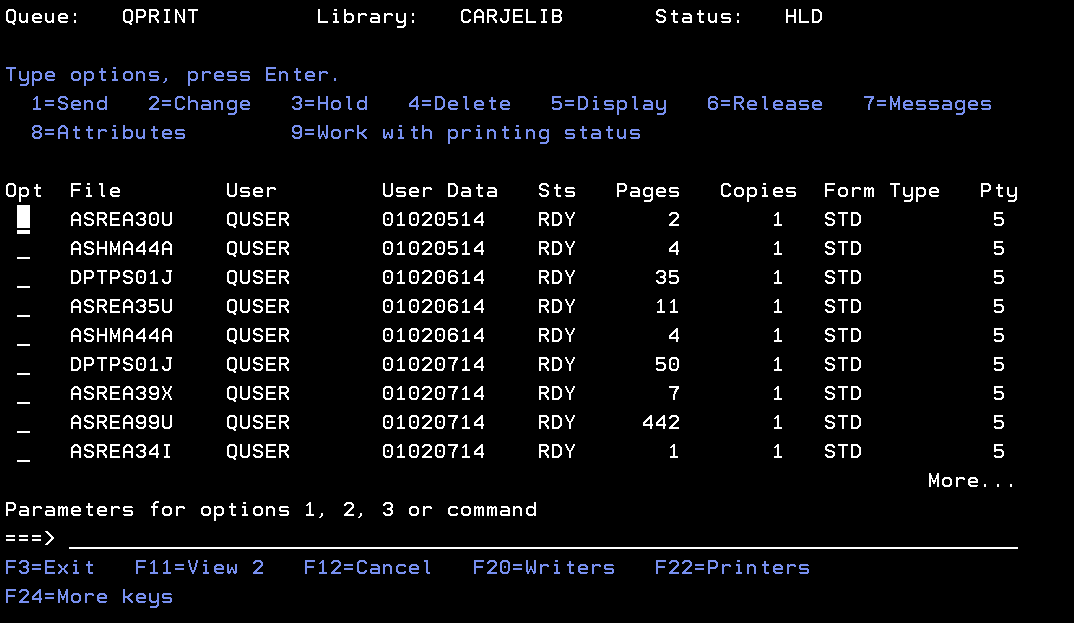 Queue:   QPRINT         Library:   CARJELIB       Status:   HLD
Type options, press Enter.
  1=Send   2=Change   3=Hold   4=Delete   5=Display   6=Release   7=Messages
  8=Attributes        9=Work with printing status
Opt  File        User        User Data   Sts   Pages   Copies  Form Type   Pty
     ASREA30U    QUSER       01020514    RDY       2       1   STD          5
 _   ASHMA44A    QUSER       01020514    RDY       4       1   STD          5
 _   DPTPS01J    QUSER       01020614    RDY      35       1   STD          5
 _   ASREA35U    QUSER       01020614    RDY      11       1   STD          5
 _   ASHMA44A    QUSER       01020614    RDY       4       1   STD          5
 _   DPTPS01J    QUSER       01020714    RDY      50       1   STD          5
 _   ASREA39X    QUSER       01020714    RDY       7       1   STD          5
 _   ASREA99U    QUSER       01020714    RDY     442       1   STD          5
 _   ASREA34I    QUSER       01020714    RDY       1       1   STD          5
More...
Parameters for options 1, 2, 3 or command
===>
F3=Exit   F11=View 2   F12=Cancel   F20=Writers   F22=Printers
F24=More keys